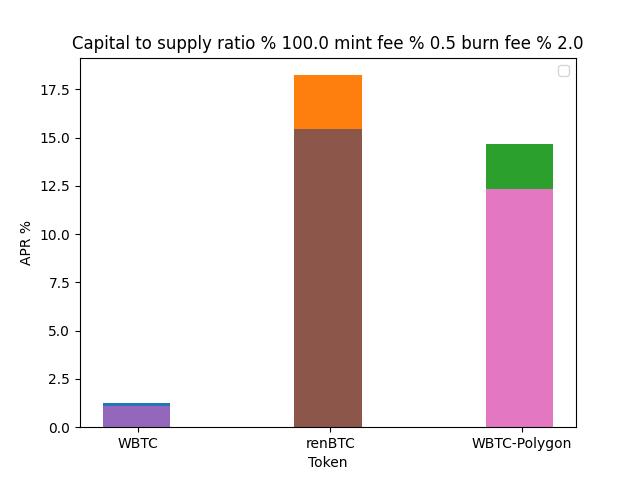 Capital to supply ratio % 100.0 mint fee % 0.5 burn fee % 2.0
17.5
15.0
12.5
10.0
7.5
5.0
2.5
0.0
APR %
WBTC
renBTC
WBTC-Polygon
Token